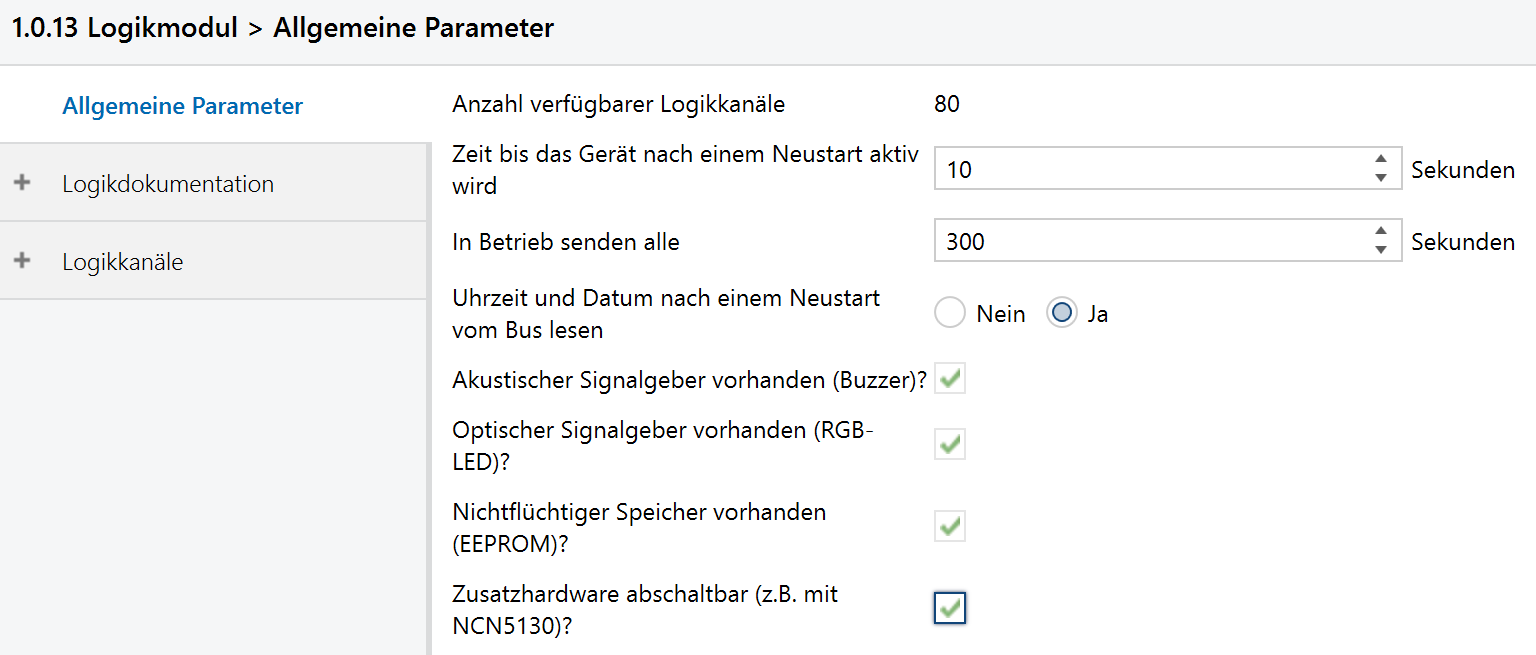 1.0.13 Logikmodul > Allgemeine Parameter
Allgemeine Parameter
Logikdokumentation
Logikkanäle
Anzahl verfügbarer Logikkanäle 80
Zeit bis das Gerät nach einem Neustart aktiv
wird
10 Sekunden
In Betrieb senden alle 300 Sekunden
Uhrzeit und Datum nach einem Neustart
vom Bus lesen
Nein Ja
Akustischer Signalgeber vorhanden (Buzzer)?
Optischer Signalgeber vorhanden (RGB-
LED)?
Nichtflüchtiger Speicher vorhanden
(EEPROM)?
Zusatzhardware abschaltbar (z.B. mit
NCN5130)?